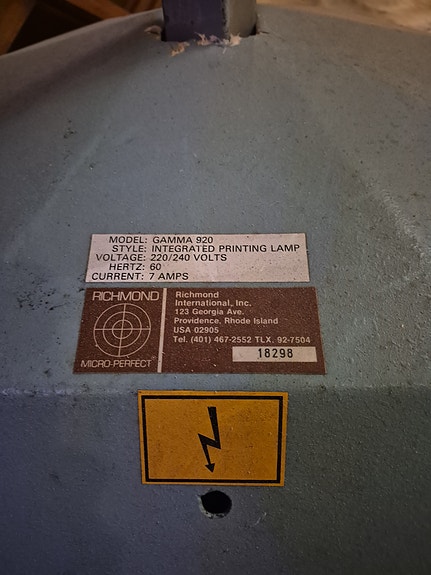 MODEL: GAMMA 920
STYLE: INTEGRATED PRINTING LAMP
VOLTAGE: 220/240 VOLTS
HERTZ: 60
CURRENT: 7 AMPS
RICHMOND
MICRO-PERFECT
Richmond
International, Inc.
123 Georgia Ave.
Providence, Rhode Island
USA 02905
Tel. (401) 467-2552 TLX. 92-7504
18298